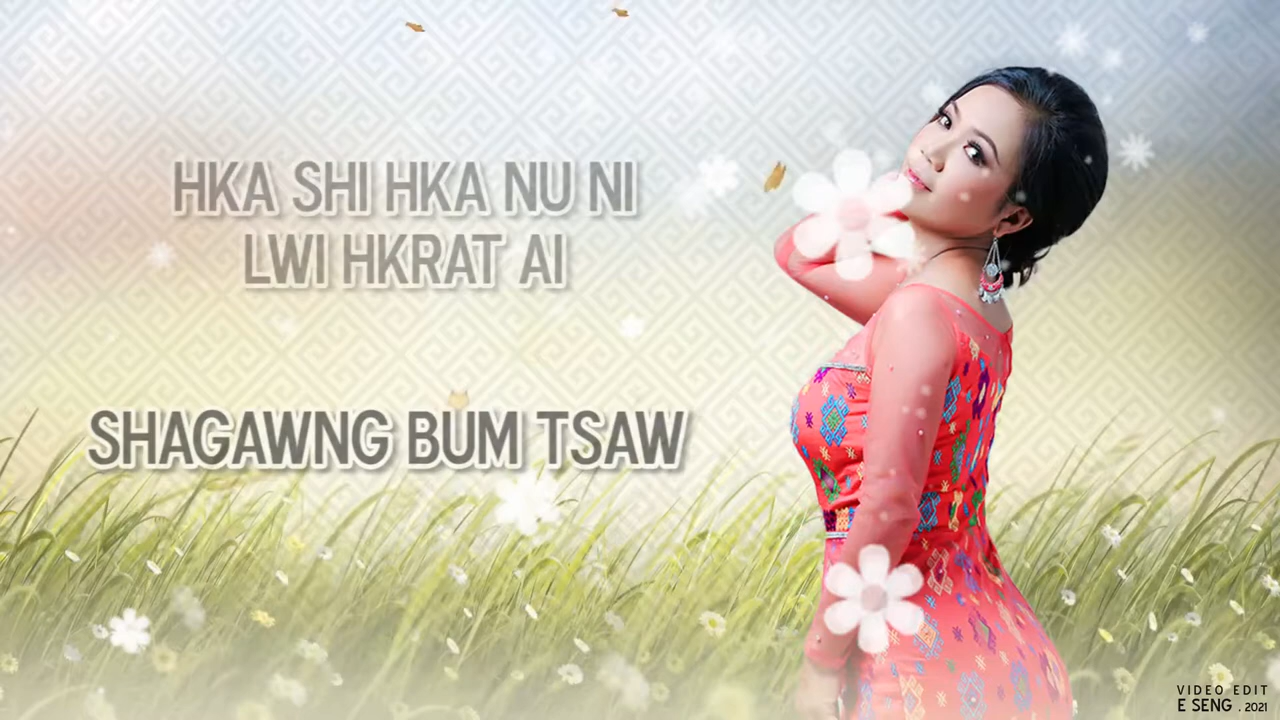 HKA SHI HKA NU NI
LWI HKRAT AI
SHAGAWNG BUM TSAW
VIDEO EDIT
E SENG . 2021